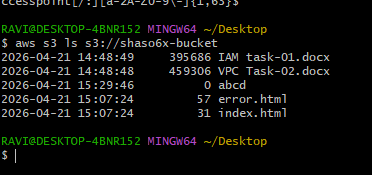 ccesspoint[/:][a-zA-Z0-9\-]{1,63}>
RAVI@DESKTOP-4BNR152 MINGW64 ~/Desktop
$ aws s3 ls s3://shaso6x-bucket
2026-04-21 14:48:49     395686 IAM Task-01.docx
2026-04-21 14:48:48     459306 VPC Task-02.docx
2026-04-21 15:29:46          0 abcd
2026-04-21 15:07:24         57 error.html
2026-04-21 15:07:24         31 index.html
RAVI@DESKTOP-4BNR152 MINGW64 ~/Desktop
$